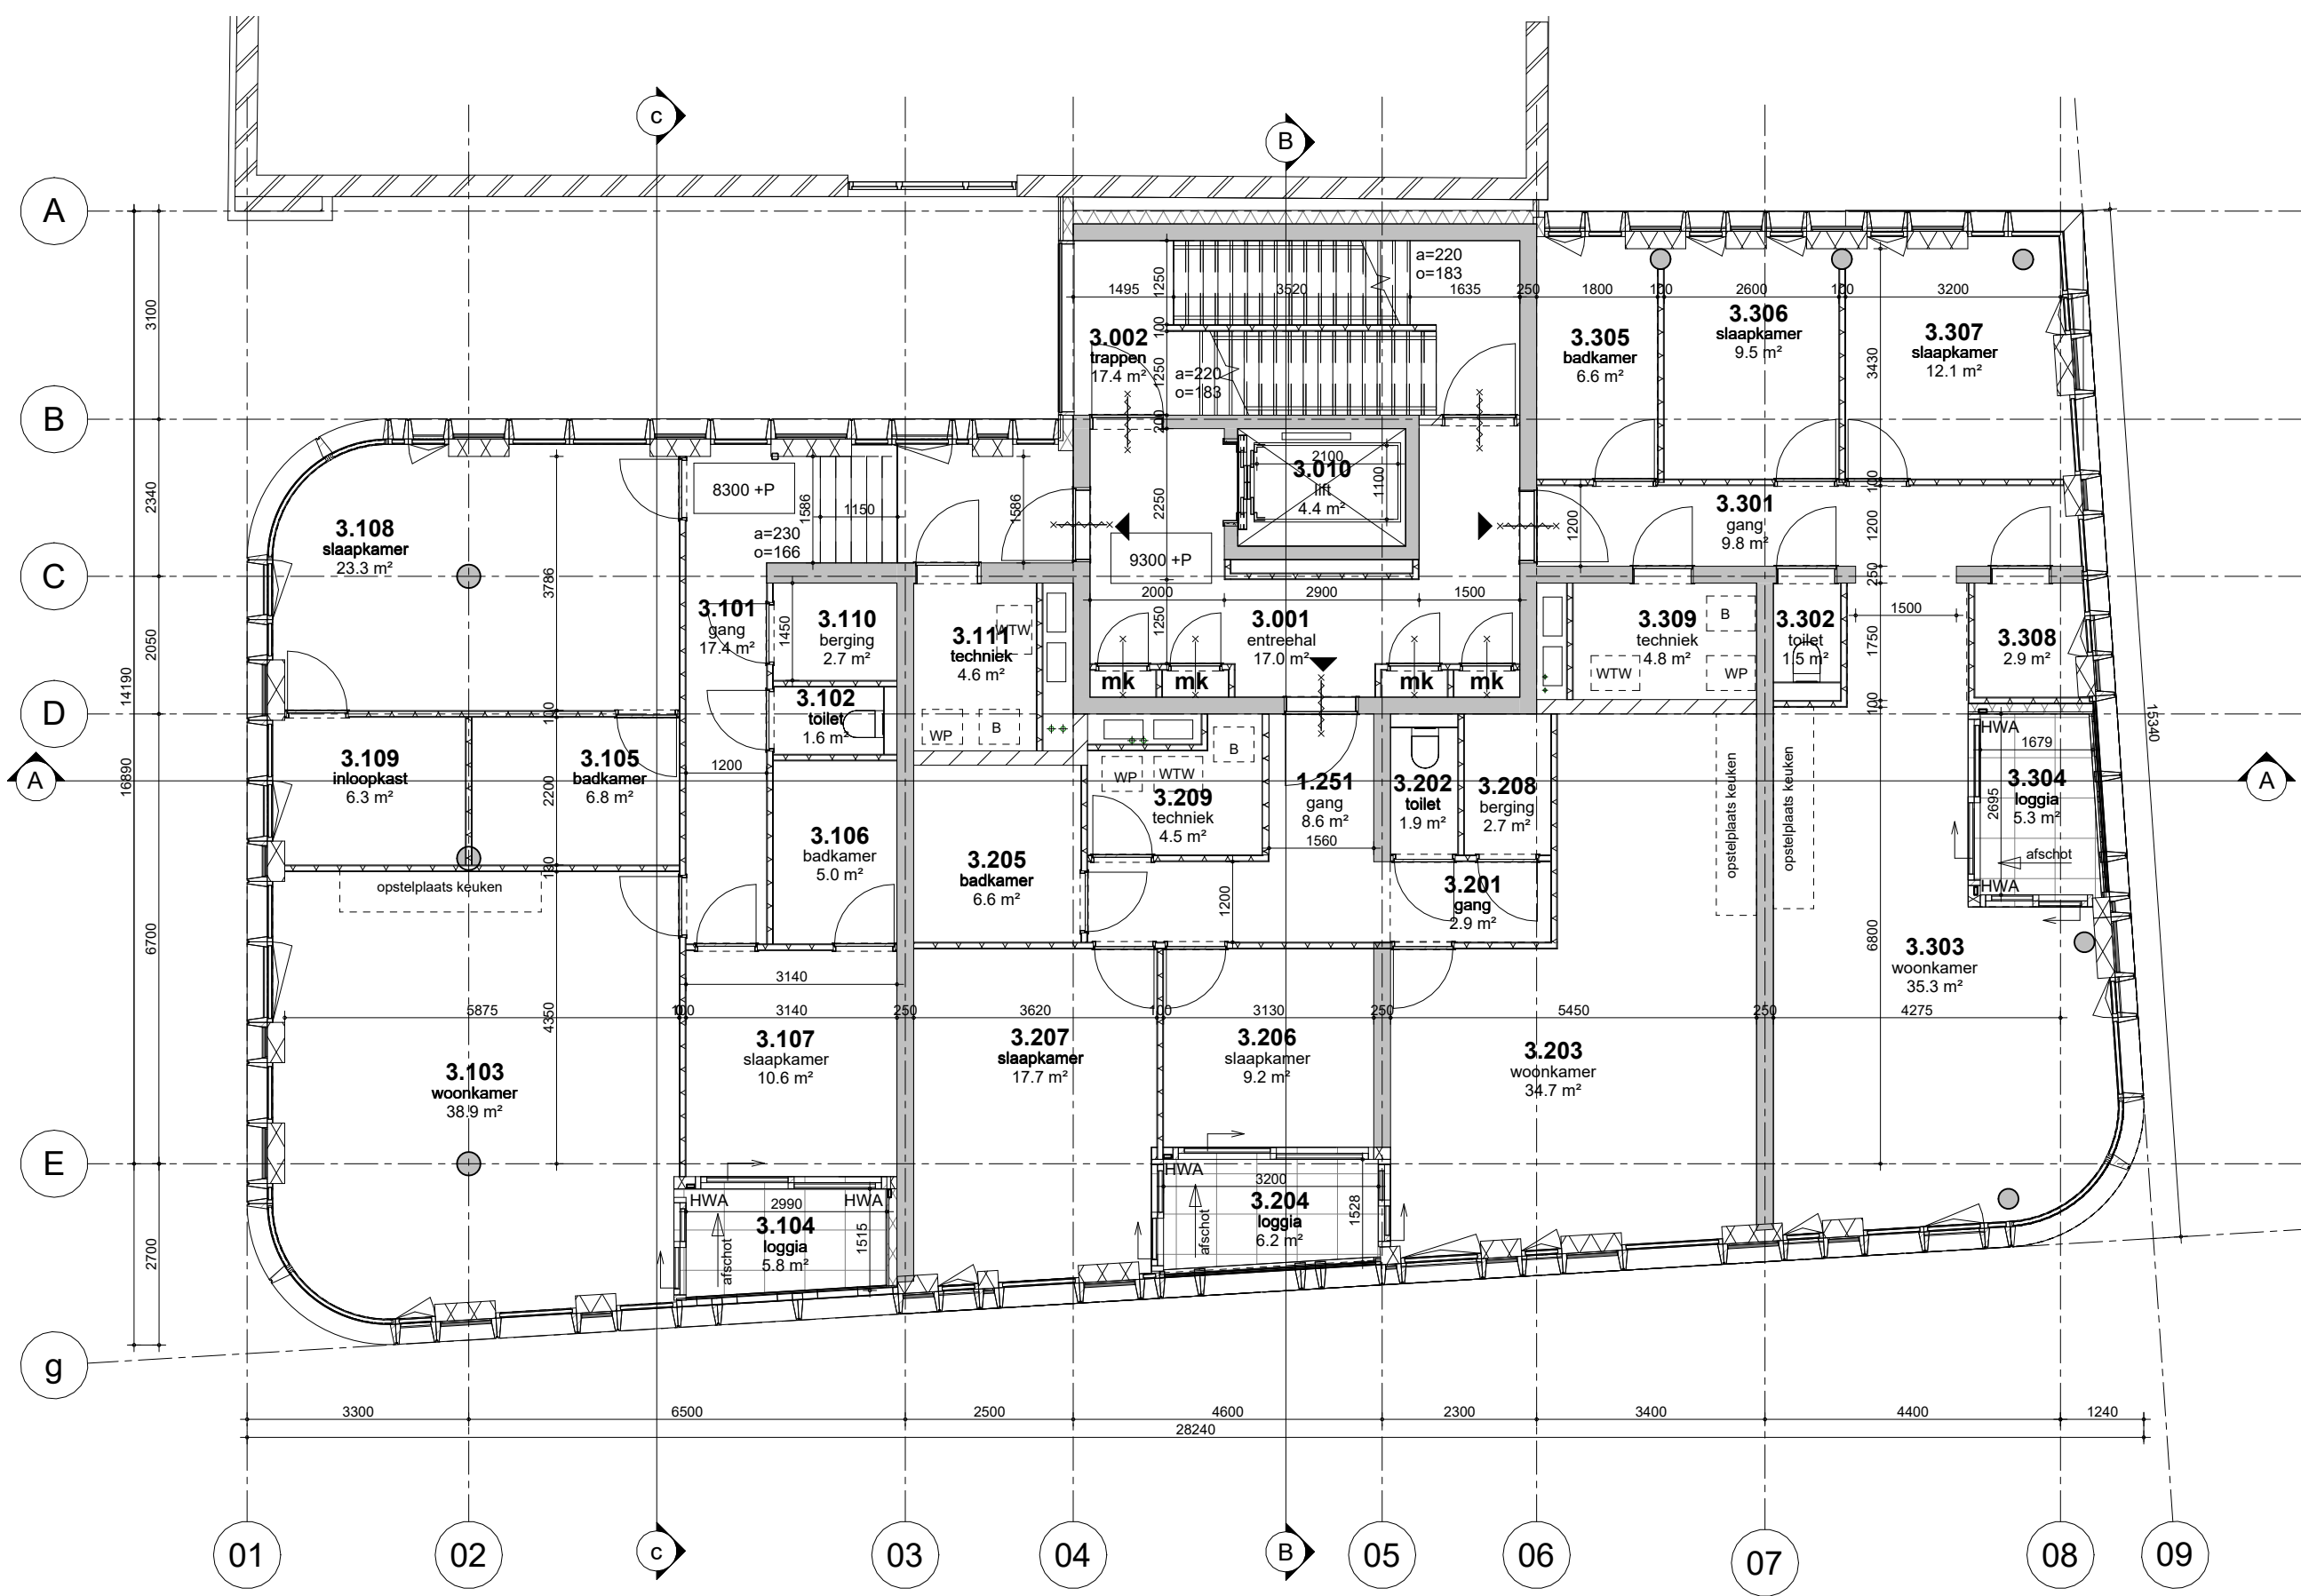 c
B
A
3100
1495
1250
3520
a=220
o=183
1635
250
1800
100
2600
100
3200
3.002
trappen
17.4 m²
100
1250
a=220
o=183
3.305
badkamer
6.6 m²
3.306
slaapkamer
9.5 m²
3430
3.307
slaapkamer
12.1 m²
B
200
2340
8300 +P
1586
1150
1586
2250
2100
3.010
lift
4.4 m²
1100
100
3.108
slaapkamer
23.3 m²
a=230
o=166
9300 +P
1200
3.301
gang
9.8 m²
1200
C
3786
250
2000
2900
1500
2050
3.101
gang
17.4 m²
1450
3.110
berging
2.7 m²
3.111
techniek
4.6 m²
WTW
1250
3.001
entreehal
17.0 m²
3.309
techniek
4.8 m²
B
WTW
WP
3.302
toilet
1.5 m²
1750
1500
3.308
2.9 m²
14190
mk
mk
mk
mk
D
100
3.102
toilet
1.6 m²
WP
B
100
HWA
15340
16890
A
3.109
inloopkast
6.3 m²
3.105
badkamer
6.8 m²
2200
1200
WP
WTW
B
3.209
techniek
4.5 m²
1.251
gang
8.6 m²
1560
3.202
toilet
1.9 m²
3.208
berging
2.7 m²
opstelplaats keuken
opstelplaats keuken
1679
3.304
loggia
5.3 m²
2695
afschot
HWA
A
130
opstelplaats keuken
3.106
badkamer
5.0 m²
3.205
badkamer
6.6 m²
1200
3.201
gang
2.9 m²
6700
6800
3.303
woonkamer
35.3 m²
3140
5875
100
3140
250
3620
100
3130
250
5450
250
4275
4350
3.103
woonkamer
38.9 m²
3.107
slaapkamer
10.6 m²
3.207
slaapkamer
17.7 m²
3.206
slaapkamer
9.2 m²
3.203
woonkamer
34.7 m²
E
HWA
HWA
2990
3.104
loggia
5.8 m²
1515
afschot
HWA
3200
3.204
loggia
6.2 m²
1528
afschot
2700
g
3300
6500
2500
4600
2300
3400
4400
1240
28240
01
02
c
03
04
B
05
06
07
08
09